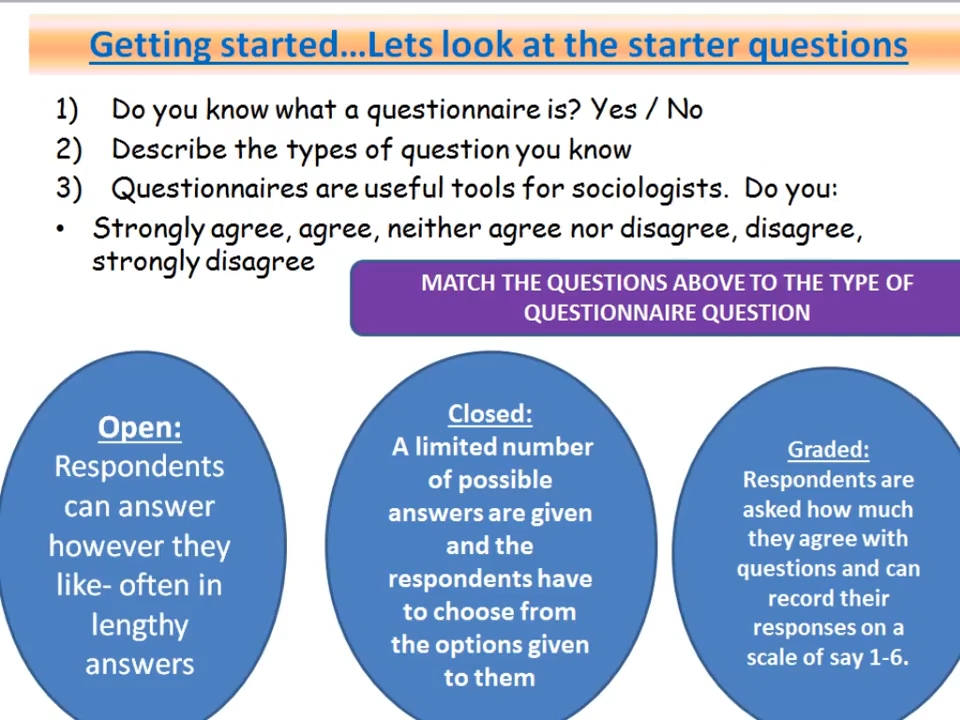 Getting started...Lets look at the starter questions
1) Do you know what a questionnaire is? Yes / No
2) Describe the types of question you know
3) Questionnaires are useful tools for sociologists. Do you:
• Strongly agree, agree, neither agree nor disagree, disagree,
strongly disagree
MATCH THE QUESTIONS ABOVE TO THE TYPE OF
QUESTIONNAIRE QUESTION
Open:
Respondents
can answer
however they
like- often in
lengthy
answers
Closed:
A limited number
of possible
answers are given
and the
respondents have
to choose from
the options given
to them
Graded:
Respondents are
asked how much
they agree with
questions and can
record their
responses on a
scale of say 1-6.